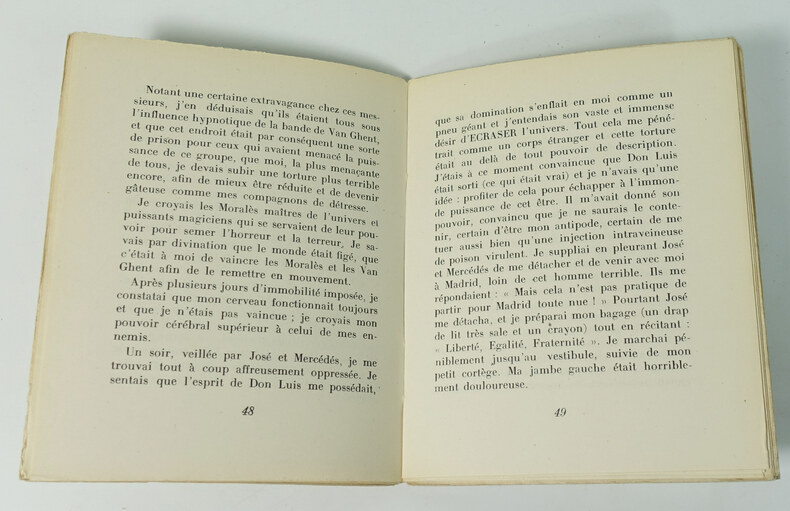 Notant une certaine extravagance chez ces mes-
sieurs, j'en déduisais qu'ils étaient tous sous
l'influence hypnotique de la bande de Van Ghent,
et que cet endroit était par conséquent une sorte
de prison pour ceux qui avaient menacé la puis-
sance de ce groupe, que moi, la plus menaçante
de tous, je devais subir une torture plus terrible
encore, afin de mieux être réduite et de devenir
gâteuse comme mes compagnons de détresse.
Je croyais les Moralès maîtres de l'univers et
puissants magiciens qui se servaient de leur pou-
voir pour semer l'horreur et la terreur, Je sa-
vais par divination que le monde était figé, que
c'était à moi de vaincre les Moralès et les Van
Ghent afin de le remettre en mouvement.
Après plusieurs jours d'immobilité imposée, je
constatai que mon cerveau fonctionnait toujours
et que je n'étais pas vaincue ; je croyais mon
pouvoir cérébral supérieur à celui de mes en-
nemis.
Un soir, veillée par José et Mercédés, je me
trouvai tout à coup affreusement oppressée. Je
sentais que l'esprit de Don Luis me possédait,
48
que sa domination s'enflait en moi comme un
pneu géant et j'entendais son vaste et immense
désir d'ECRASER l'univers. Tout cela me péné-
trait comme un corps étranger et cette torture
était au delà de tout pouvoir de description.
J'étais à ce moment convaincue que Don Luis
était sorti (ce qui était vrai) et je n'avais qu'une
idée : profiter de cela pour échapper à l'immon-
de puissance de cet être. Il m'avait donné son
pouvoir, convaincu que je ne saurais le conte-
nir, certain d'être mon antipode, certain de me
tuer aussi bien qu'une injection intraveineuse
de poison virulent. Je suppliai en pleurant José
et Mercédés de me détacher et de venir avec moi
à Madrid, loin de cet homme terrible. Ils me
répondaient : « Mais cela n'est pas pratique de
partir pour Madrid toute nue ! » Pourtant José
me détacha, et je préparai mon bagage (un drap
de lit très sale et un crayon) tout en récitant :
« Liberté, Egalité, Fraternité ». Je marchai pé-
niblement jusqu'au vestibule, suivie de mon
petit cortège. Ma jambe gauche était horrible-
ment douloureuse.
49